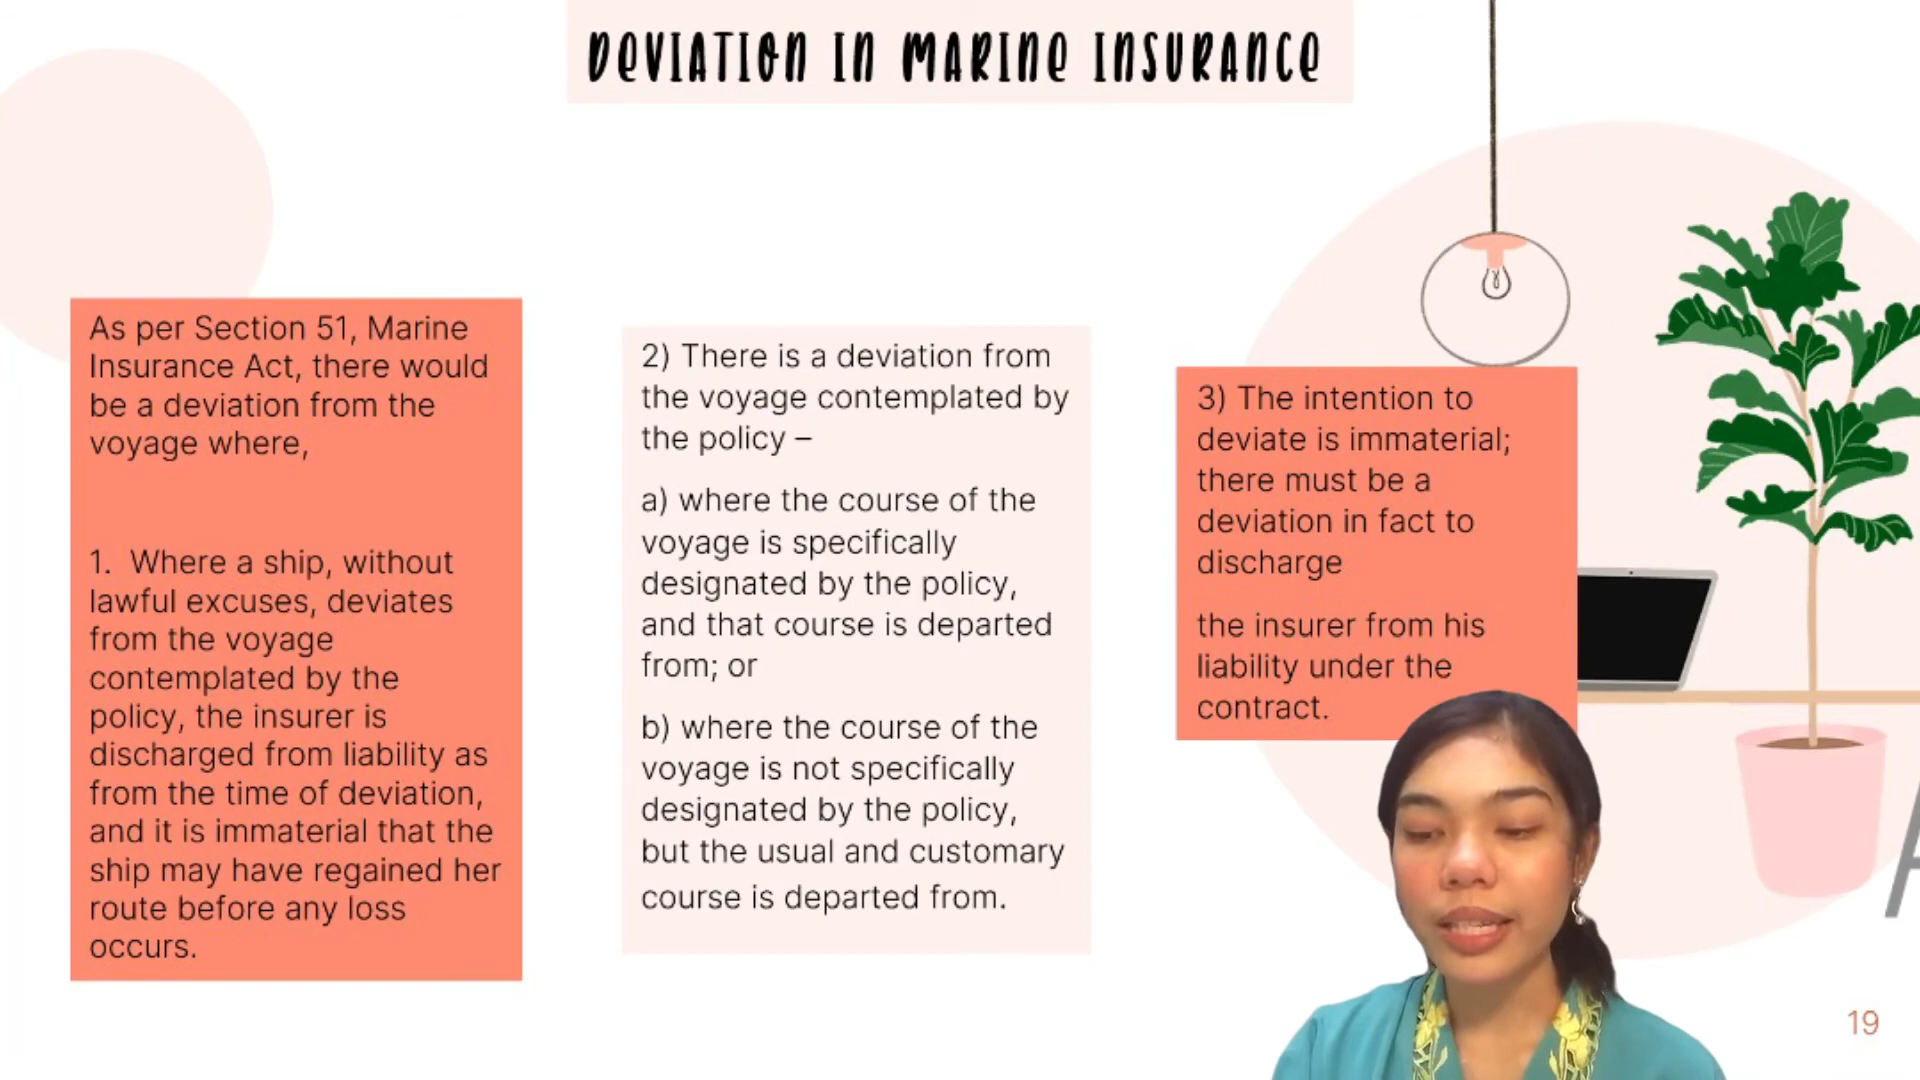 DEVIATION IN MARINE INSURANCE
As per Section 51, Marine
Insurance Act, there would
be a deviation from the
voyage where,
1. Where a ship, without
lawful excuses, deviates
from the voyage
contemplated by the
policy, the insurer is
discharged from liability as
from the time of deviation,
and it is immaterial that the
ship may have regained her
route before any loss
occurs.
2) There is a deviation from
the voyage contemplated by
the policy –
a) where the course of the
voyage is specifically
designated by the policy,
and that course is departed
from; or
b) where the course of the
voyage is not specifically
designated by the policy,
but the usual and customary
course is departed from.
3) The intention to
deviate is immaterial;
there must be a
deviation in fact to
discharge
the insurer from his
liability under the
contract.
19